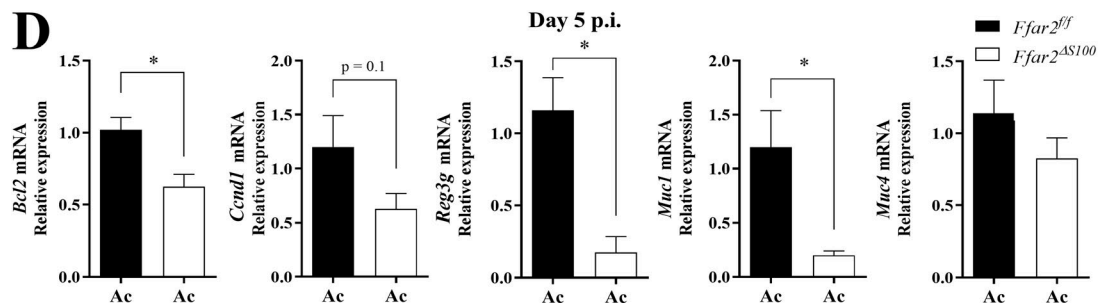 D
Day 5 p.i.
Ffar2f/f
Ffar2ΔS100
Bcl2 mRNA
Relative expression
1.5
1.0
0.5
0.0
*
Ac Ac
Ccnd1 mRNA
Relative expression
2.0
1.5
1.0
0.5
0.0
p = 0.1
Ac Ac
Reg3g mRNA
Relative expression
1.5
1.0
0.5
0.0
*
Ac Ac
Muc1 mRNA
Relative expression
2.0
1.5
1.0
0.5
0.0
*
Ac Ac
Muc4 mRNA
Relative expression
1.5
1.0
0.5
0.0
Ac Ac